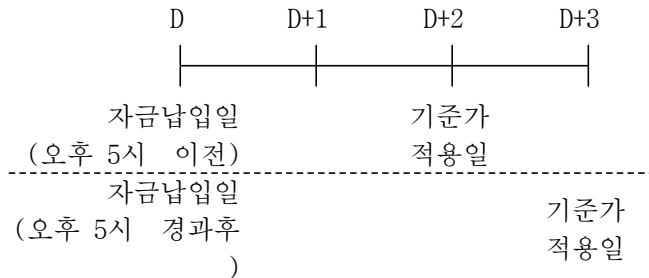 D D+1 D+2 D+3
자금납입일 기준가
(오후 5시 이전) 적용일
자금납입일
(오후 5시 경과후
)
기준가
적용일